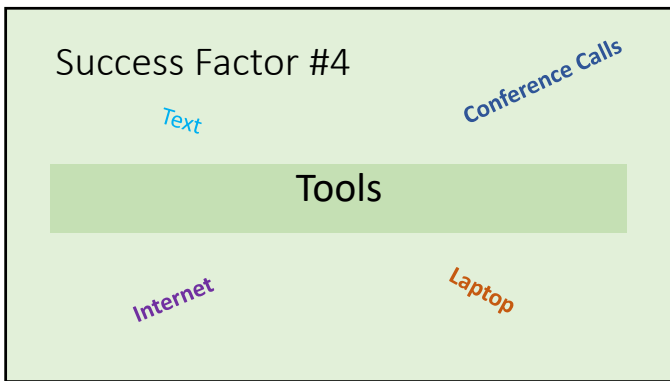 Success Factor #4
Conference Calls
Text
Tools
Internet
Laptop